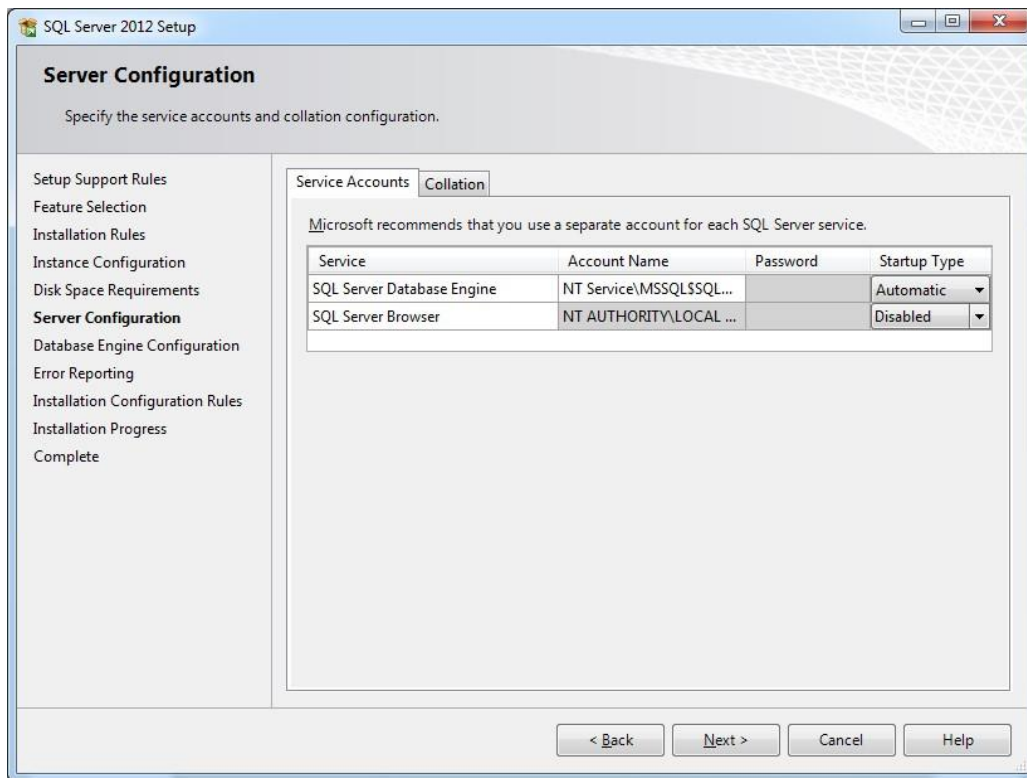 SQL Server 2012 Setup
Server Configuration
Specify the service accounts and collation configuration.
Setup Support Rules
Feature Selection
Installation Rules
Instance Configuration
Disk Space Requirements
Server Configuration
Database Engine Configuration
Error Reporting
Installation Configuration Rules
Installation Progress
Complete
Service Accounts Collation
Microsoft recommends that you use a separate account for each SQL Server service.
Service Account Name Password Startup Type
SQL Server Database Engine NT Service\MSSQL$SQL... Automatic
SQL Server Browser NT AUTHORITY\LOCAL ... Disabled
< Back Next > Cancel Help